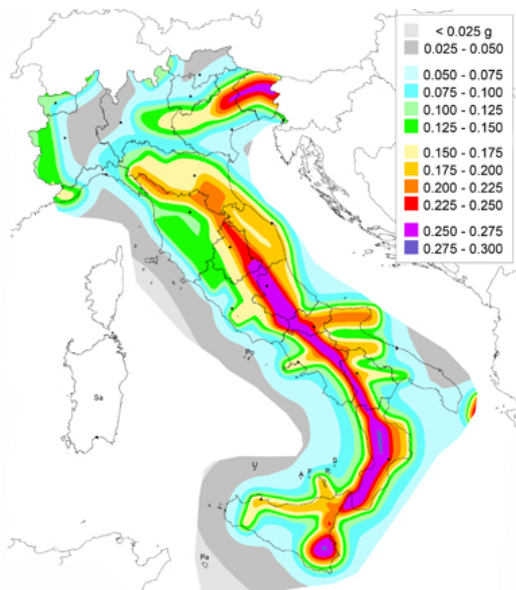 < 0.025 g
0.025 - 0.050
0.050 - 0.075
0.075 - 0.100
0.100 - 0.125
0.125 - 0.150
0.150 - 0.175
0.175 - 0.200
0.200 - 0.225
0.225 - 0.250
0.250 - 0.275
0.275 - 0.300
Po
Sa
U
A
F
P
S
Pa